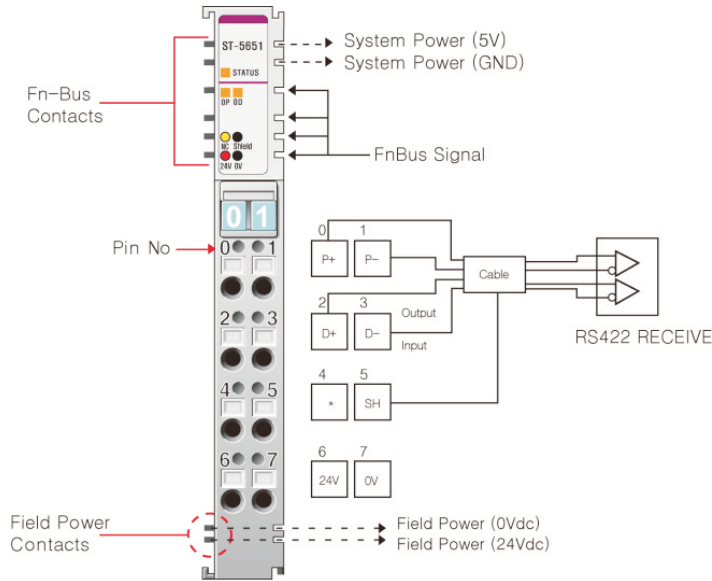 ST-5651
STATUS
OP OD
NC Shield
24V 0V
System Power (5V)
System Power (GND)
Fn-Bus
Contacts
FnBus Signal
01
Pin No
0 1
2 3
4 5
6 7
0 1
P+ P-
Cable
2 3
D+ D-
Output
Input
RS422 RECEIVE
4 5
* SH
6 7
24V 0V
Field Power
Contacts
Field Power (0Vdc)
Field Power (24Vdc)